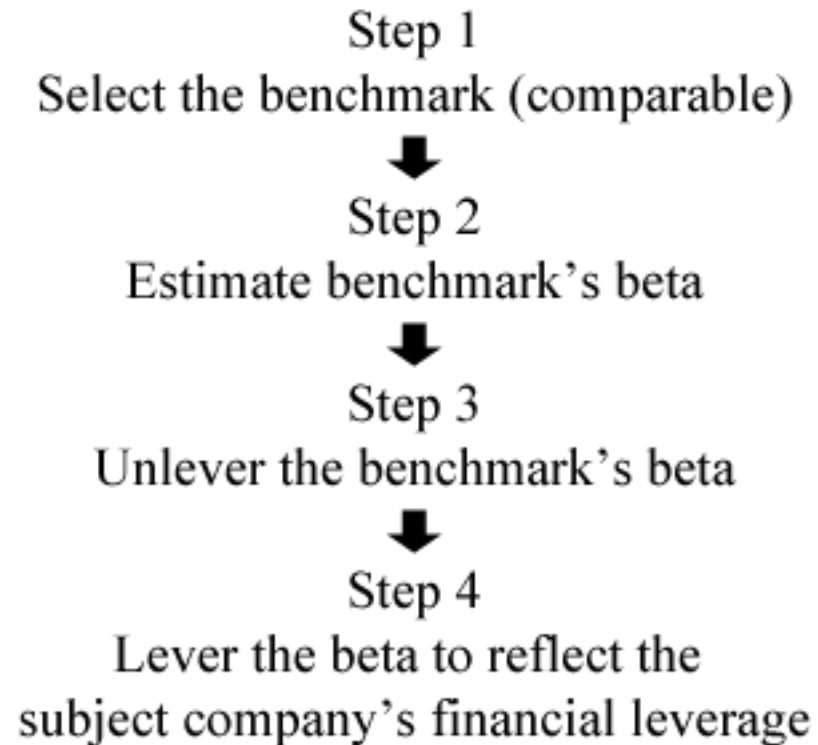 Step 1
Select the benchmark (comparable)
Step 2
Estimate benchmark’s beta
Step 3
Unlever the benchmark’s beta
Step 4
Lever the beta to reflect the
subject company’s financial leverage